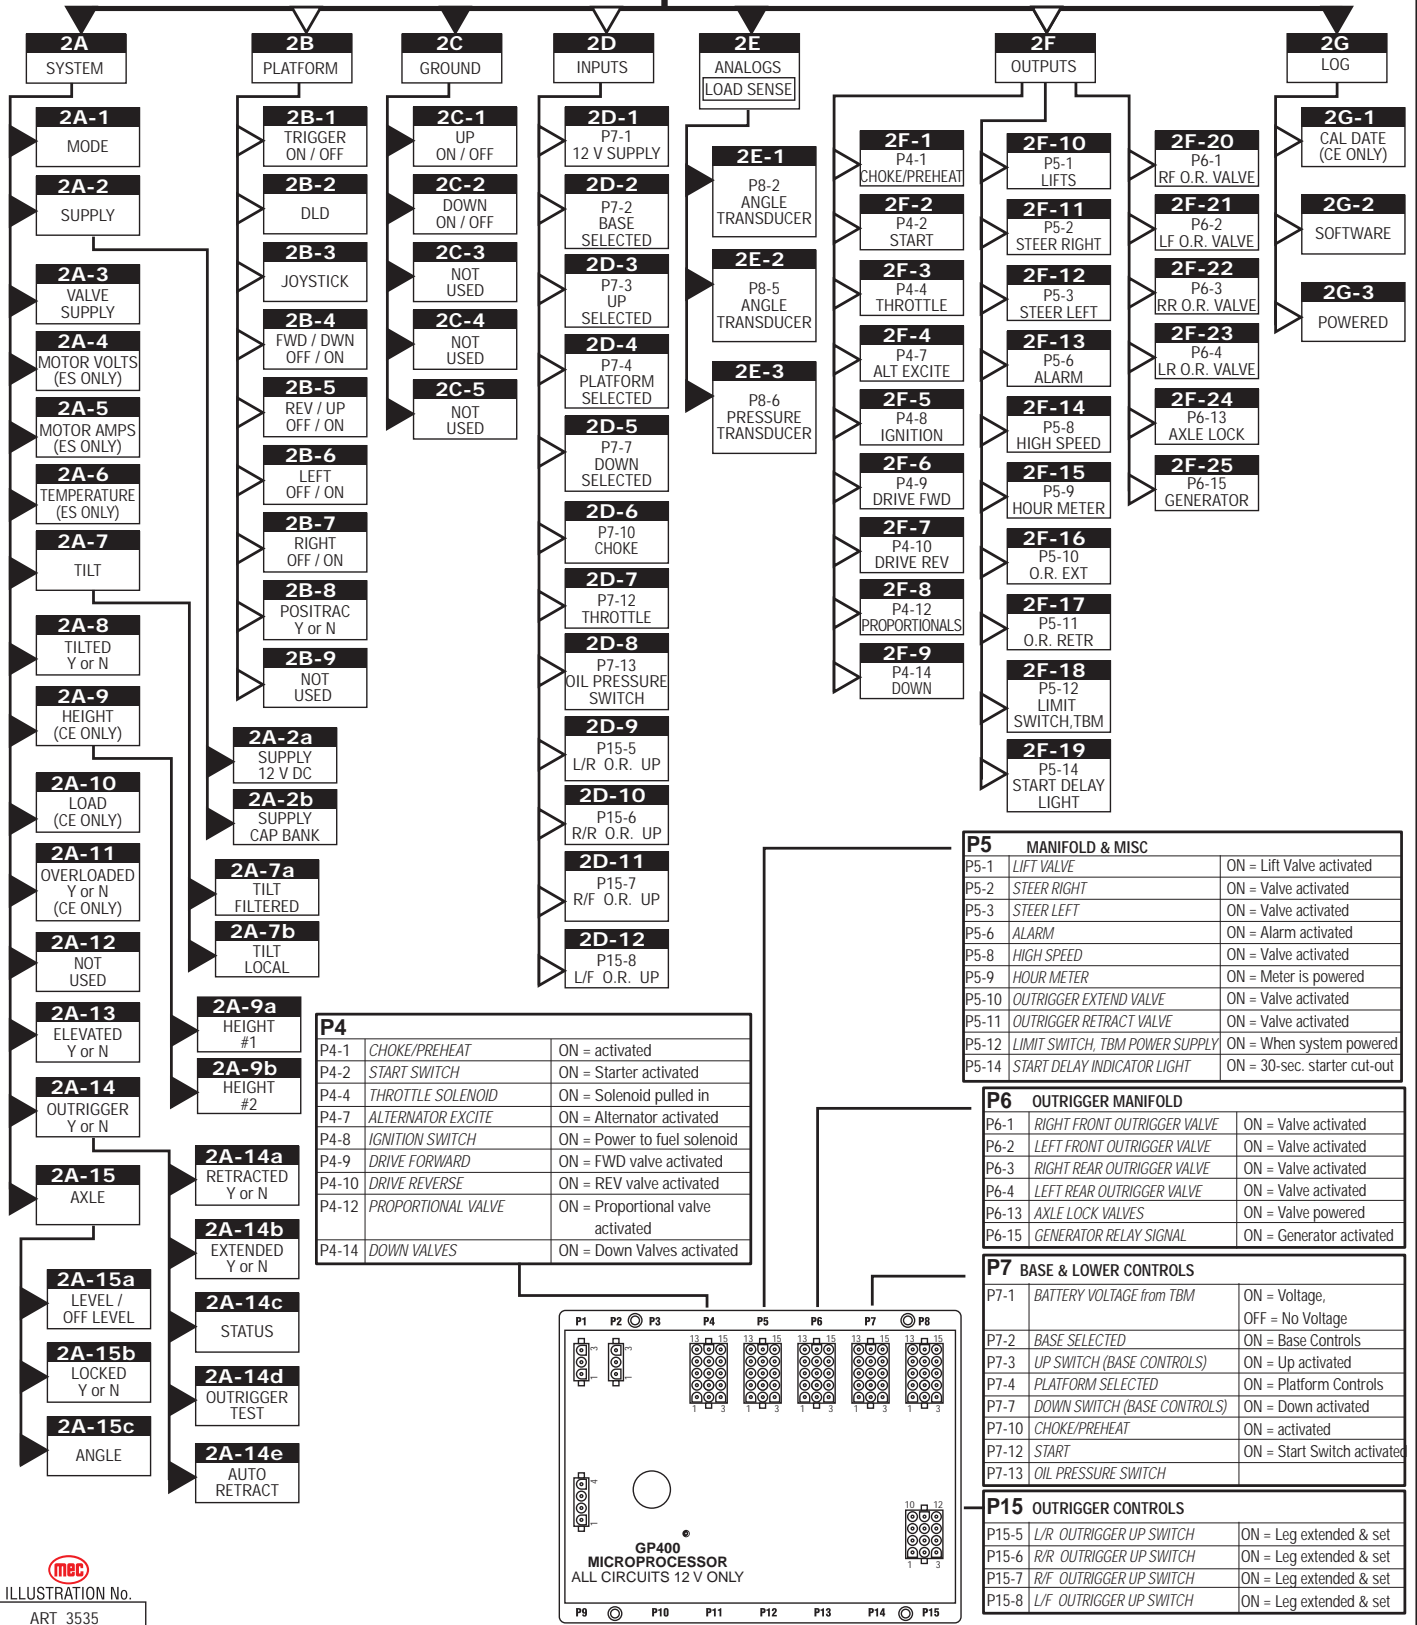 2A
SYSTEM
2A-1
MODE
2A-2
SUPPLY
2A-3
VALVE
SUPPLY
2A-4
MOTOR VOLTS
(ES ONLY)
2A-5
MOTOR AMPS
(ES ONLY)
2A-6
TEMPERATURE
(ES ONLY)
2A-7
TILT
2A-8
TILTED
Y or N
2A-9
HEIGHT
(CE ONLY)
2A-10
LOAD
(CE ONLY)
2A-11
OVERLOADED
Y or N
(CE ONLY)
2A-12
NOT
USED
2A-13
ELEVATED
Y or N
2A-14
OUTRIGGER
Y or N
2A-15
AXLE
2A-15a
LEVEL /
OFF LEVEL
2A-15b
LOCKED
Y or N
2A-15c
ANGLE
2A-2a
SUPPLY
12 V DC
2A-2b
SUPPLY
CAP BANK
2A-7a
TILT
FILTERED
2A-7b
TILT
LOCAL
2A-9a
HEIGHT
#1
2A-9b
HEIGHT
#2
2A-14a
RETRACTED
Y or N
2A-14b
EXTENDED
Y or N
2A-14c
STATUS
2A-14d
OUTRIGGER
TEST
2A-14e
AUTO
RETRACT
2B
PLATFORM
2B-1
TRIGGER
ON / OFF
2B-2
DLD
2B-3
JOYSTICK
2B-4
FWD / DWN
OFF / ON
2B-5
REV / UP
OFF / ON
2B-6
LEFT
OFF / ON
2B-7
RIGHT
OFF / ON
2B-8
POSITRAC
Y or N
2B-9
NOT
USED
2C
GROUND
2C-1
UP
ON / OFF
2C-2
DOWN
ON / OFF
2C-3
NOT
USED
2C-4
NOT
USED
2C-5
NOT
USED
2D
INPUTS
2D-1
P7-1
12 V SUPPLY
2D-2
P7-2
BASE
SELECTED
2D-3
P7-3
UP
SELECTED
2D-4
P7-4
PLATFORM
SELECTED
2D-5
P7-7
DOWN
SELECTED
2D-6
P7-10
CHOKE
2D-7
P7-12
THROTTLE
2D-8
P7-13
OIL PRESSURE
SWITCH
2D-9
P15-5
L/R O.R. UP
2D-10
P15-6
R/R O.R. UP
2D-11
P15-7
R/F O.R. UP
2D-12
P15-8
L/F O.R. UP
2E
ANALOGS
LOAD SENSE
2E-1
P8-2
ANGLE
TRANSDUCER
2E-2
P8-5
ANGLE
TRANSDUCER
2E-3
P8-6
PRESSURE
TRANSDUCER
2F
OUTPUTS
2F-1
P4-1
CHOKE/PREHEAT
2F-2
P4-2
START
2F-3
P4-4
THROTTLE
2F-4
P4-7
ALT EXCITE
2F-5
P4-8
IGNITION
2F-6
P4-9
DRIVE FWD
2F-7
P4-10
DRIVE REV
2F-8
P4-12
PROPORTIONALS
2F-9
P4-14
DOWN
2F-10
P5-1
LIFTS
2F-11
P5-2
STEER RIGHT
2F-12
P5-3
STEER LEFT
2F-13
P5-6
ALARM
2F-14
P5-8
HIGH SPEED
2F-15
P5-9
HOUR METER
2F-16
P5-10
O.R. EXT
2F-17
P5-11
O.R. RETR
2F-18
P5-12
LIMIT
SWITCH,TBM
2F-19
P5-14
START DELAY
LIGHT
2F-20
P6-1
RF O.R. VALVE
2F-21
P6-2
LF O.R. VALVE
2F-22
P6-3
RR O.R. VALVE
2F-23
P6-4
LR O.R. VALVE
2F-24
P6-13
AXLE LOCK
2F-25
P6-15
GENERATOR
2G
LOG
2G-1
CAL DATE
(CE ONLY)
2G-2
SOFTWARE
2G-3
POWERED
P4
P4-1 CHOKE/PREHEAT ON = activated
P4-2 START SWITCH ON = Starter activated
P4-4 THROTTLE SOLENOID ON = Solenoid pulled in
P4-7 ALTERNATOR EXCITE ON = Alternator activated
P4-8 IGNITION SWITCH ON = Power to fuel solenoid
P4-9 DRIVE FORWARD ON = FWD valve activated
P4-10 DRIVE REVERSE ON = REV valve activated
P4-12 PROPORTIONAL VALVE ON = Proportional valve
activated
P4-14 DOWN VALVES ON = Down Valves activated
P5 MANIFOLD & MISC
P5-1 LIFT VALVE ON = Lift Valve activated
P5-2 STEER RIGHT ON = Valve activated
P5-3 STEER LEFT ON = Valve activated
P5-6 ALARM ON = Alarm activated
P5-8 HIGH SPEED ON = Valve activated
P5-9 HOUR METER ON = Meter is powered
P5-10 OUTRIGGER EXTEND VALVE ON = Valve activated
P5-11 OUTRIGGER RETRACT VALVE ON = Valve activated
P5-12 LIMIT SWITCH, TBM POWER SUPPLY ON = When system powered
P5-14 START DELAY INDICATOR LIGHT ON = 30-sec. starter cut-out
P6 OUTRIGGER MANIFOLD
P6-1 RIGHT FRONT OUTRIGGER VALVE ON = Valve activated
P6-2 LEFT FRONT OUTRIGGER VALVE ON = Valve activated
P6-3 RIGHT REAR OUTRIGGER VALVE ON = Valve activated
P6-4 LEFT REAR OUTRIGGER VALVE ON = Valve activated
P6-13 AXLE LOCK VALVES ON = Valve powered
P6-15 GENERATOR RELAY SIGNAL ON = Generator activated
P7 BASE & LOWER CONTROLS
P7-1 BATTERY VOLTAGE from TBM ON = Voltage,
OFF = No Voltage
P7-2 BASE SELECTED ON = Base Controls
P7-3 UP SWITCH (BASE CONTROLS) ON = Up activated
P7-4 PLATFORM SELECTED ON = Platform Controls
P7-7 DOWN SWITCH (BASE CONTROLS) ON = Down activated
P7-10 CHOKE/PREHEAT ON = activated
P7-12 START ON = Start Switch activated
P7-13 OIL PRESSURE SWITCH
P15 OUTRIGGER CONTROLS
P15-5 L/R OUTRIGGER UP SWITCH ON = Leg extended & set
P15-6 R/R OUTRIGGER UP SWITCH ON = Leg extended & set
P15-7 R/F OUTRIGGER UP SWITCH ON = Leg extended & set
P15-8 L/F OUTRIGGER UP SWITCH ON = Leg extended & set
P1 P2 P3 P4 P5 P6 P7 P8
13 15 13 15 13 15 13 15 13 15
3 3
1 1
1 3 1 3 1 3 1 3 1 3
4
1
10 12
1 3
GP400
MICROPROCESSOR
ALL CIRCUITS 12 V ONLY
P9 P10 P11 P12 P13 P14 P15
mec
ILLUSTRATION No.
ART 3535